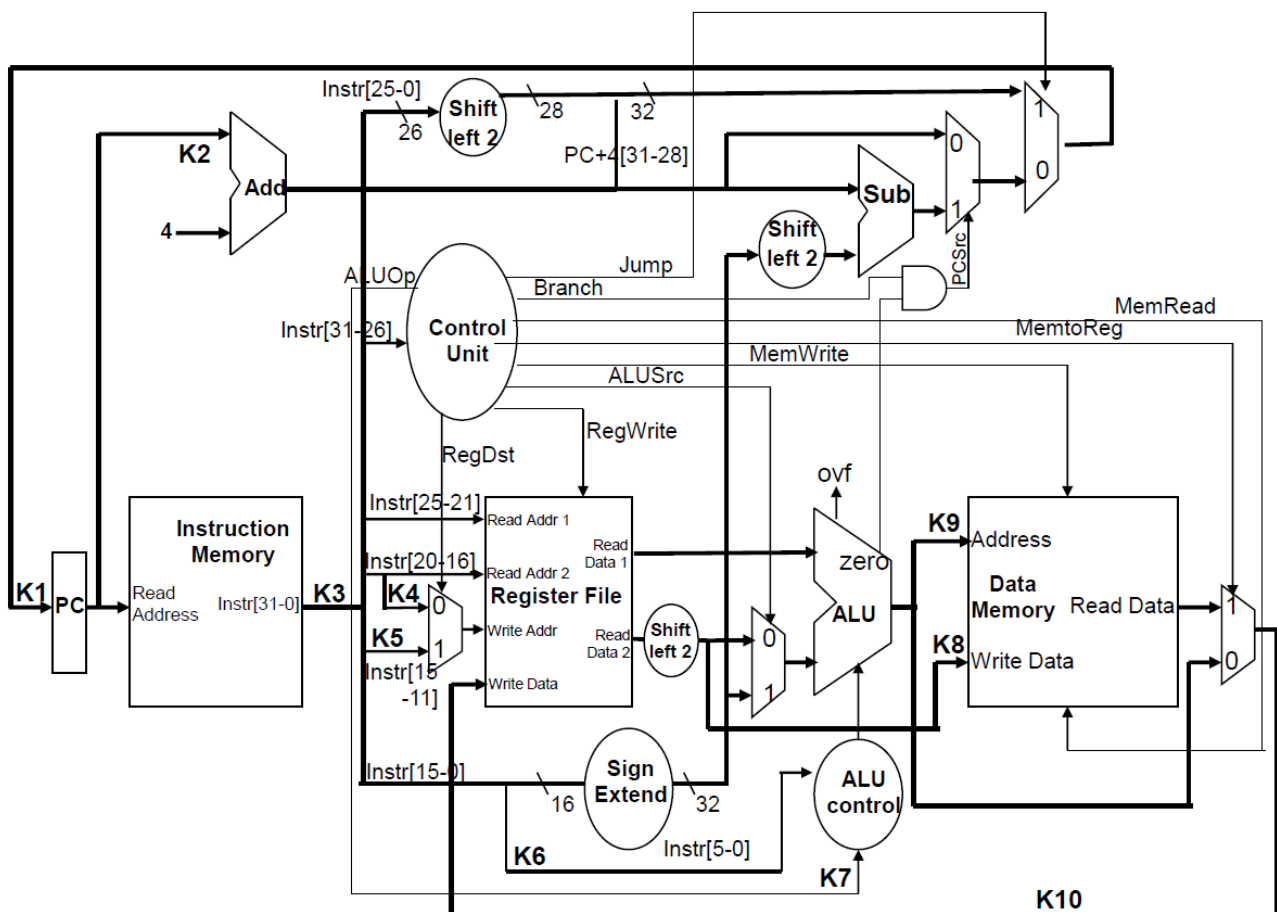 Instr[25-0]
26
Shift
left 2
28
32
1
0
K2
Add
4
PC+4[31-28]
0
1
Sub
Shift
left 2
PCSrc
ALUOp
Jump
Branch
MemRead
Instr[31-26]
Control
Unit
MemtoReg
MemWrite
ALUSrc
RegWrite
RegDst
ovf
Instruction
Memory
Read
Address
Instr[31-0]
K1
PC
K3
Instr[25-21]
Read Addr 1
Instr[20-16]
Read Addr 2
K4
0
1
K5
Instr[15
-11]
Register File
Write Addr
Write Data
Read
Data 1
Read
Data 2
Shift
left 2
0
1
zero
ALU
K9
Address
Data
Memory
Read Data
K8
Write Data
1
0
Instr[15-0]
16
Sign
Extend
32
ALU
control
K6
Instr[5-0]
K7
K10